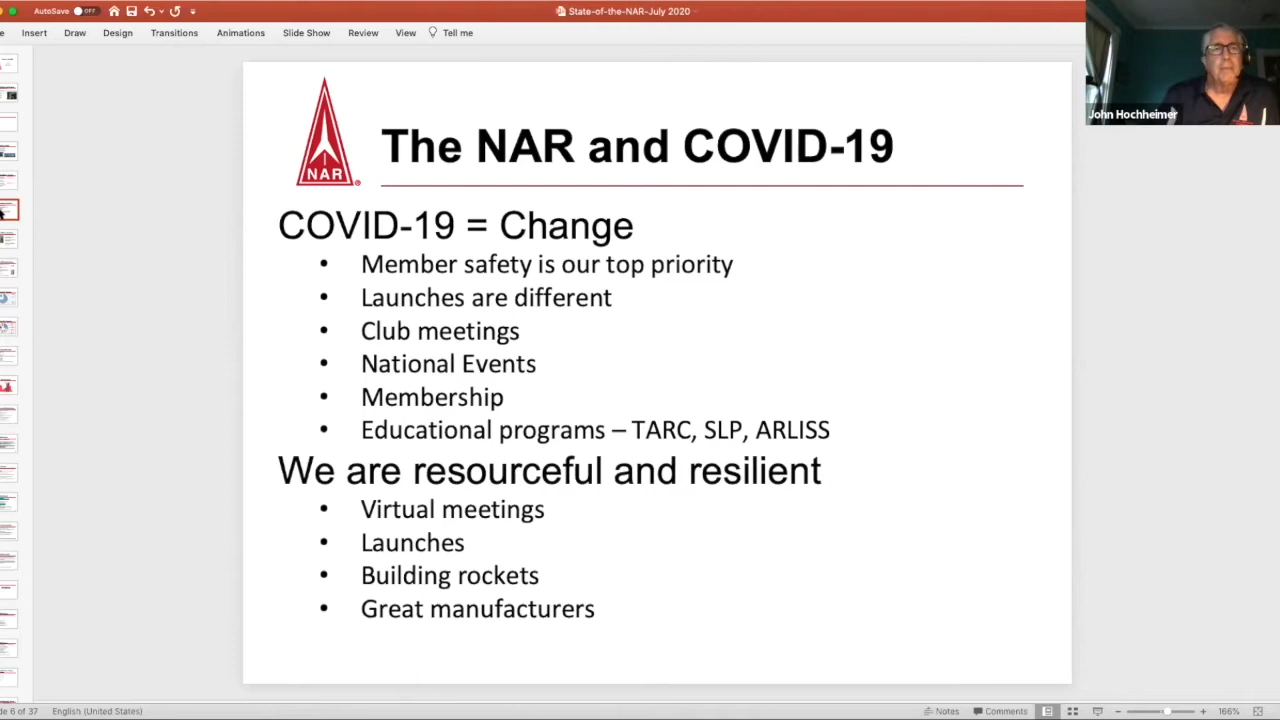 AutoSave OFF
State-of-the-NAR-July 2020
Insert Draw Design Transitions Animations Slide Show Review View Tell me
John Hochheimer
NAR ®
The NAR and COVID-19
COVID-19 = Change
• Member safety is our top priority
• Launches are different
• Club meetings
• National Events
• Membership
• Educational programs – TARC, SLP, ARLISS
We are resourceful and resilient
• Virtual meetings
• Launches
• Building rockets
• Great manufacturers
de 6 of 37 English (United States) Notes Comments 166%